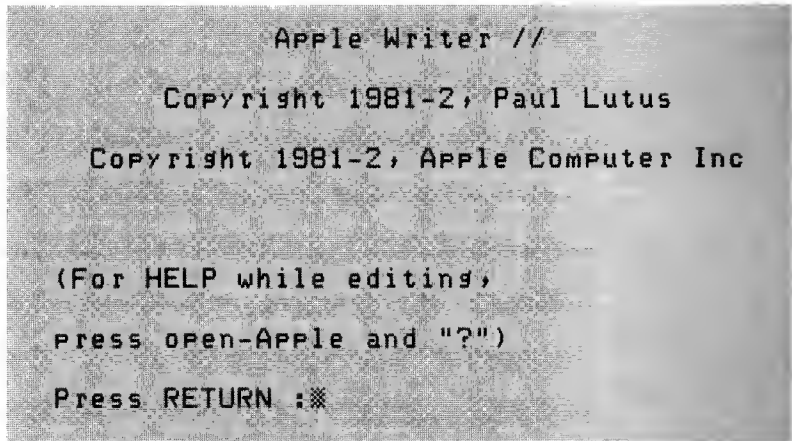 Apple Writer //
Copyright 1981-2, Paul Lutus
Copyright 1981-2, Apple Computer Inc
(For HELP while editing,
press open-Apple and "?")
Press RETURN :